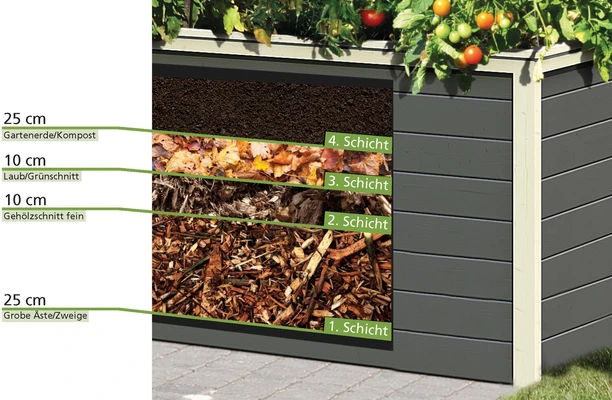 25 cm
Gartenerde/Kompost
4. Schicht
10 cm
Laub/Grünschnitt
3. Schicht
10 cm
Gehölzschnitt fein
2. Schicht
25 cm
Grobe Äste/Zweige
1. Schicht